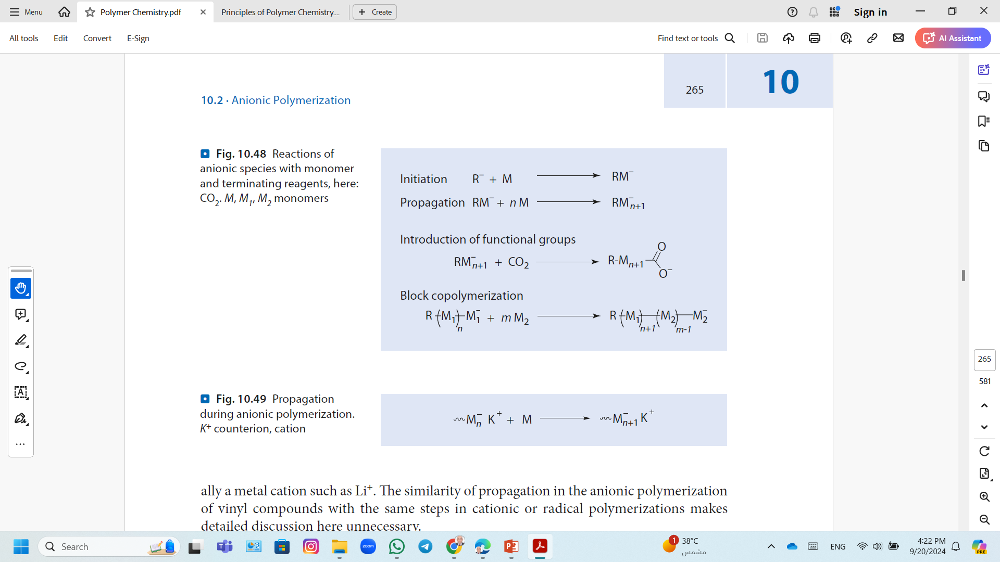 Menu
Polymer Chemistry.pdf
Principles of Polymer Chemistry....
Create
Sign in
All tools
Edit
Convert
E-Sign
Find text or tools
AI Assistant
10.2 · Anionic Polymerization
265
10
Fig. 10.48 Reactions of
anionic species with monomer
and terminating reagents, here:
CO₂. M, M₁, M₂ monomers
Initiation R⁻ + M ⟶ RM⁻
Propagation RM⁻ + n M ⟶ RM⁻n+1
Introduction of functional groups
RM⁻n+1 + CO₂ ⟶ R-Mn+1 O O⁻
Block copolymerization
R (M₁)n M₁⁻ + m M₂ ⟶ R (M₁)n+1 (M₂)m-1 M₂⁻
Fig. 10.49 Propagation
during anionic polymerization.
K⁺ counterion, cation
Mn⁻ K⁺ + M ⟶ M⁻n+1 K⁺
ally a metal cation such as Li⁺. The similarity of propagation in the anionic polymerization
of vinyl compounds with the same steps in cationic or radical polymerizations makes
detailed discussion here unnecessary.
265
581
Search
zoom
1
38°C
مشمس
ENG
4:22 PM
9/20/2024
PRE